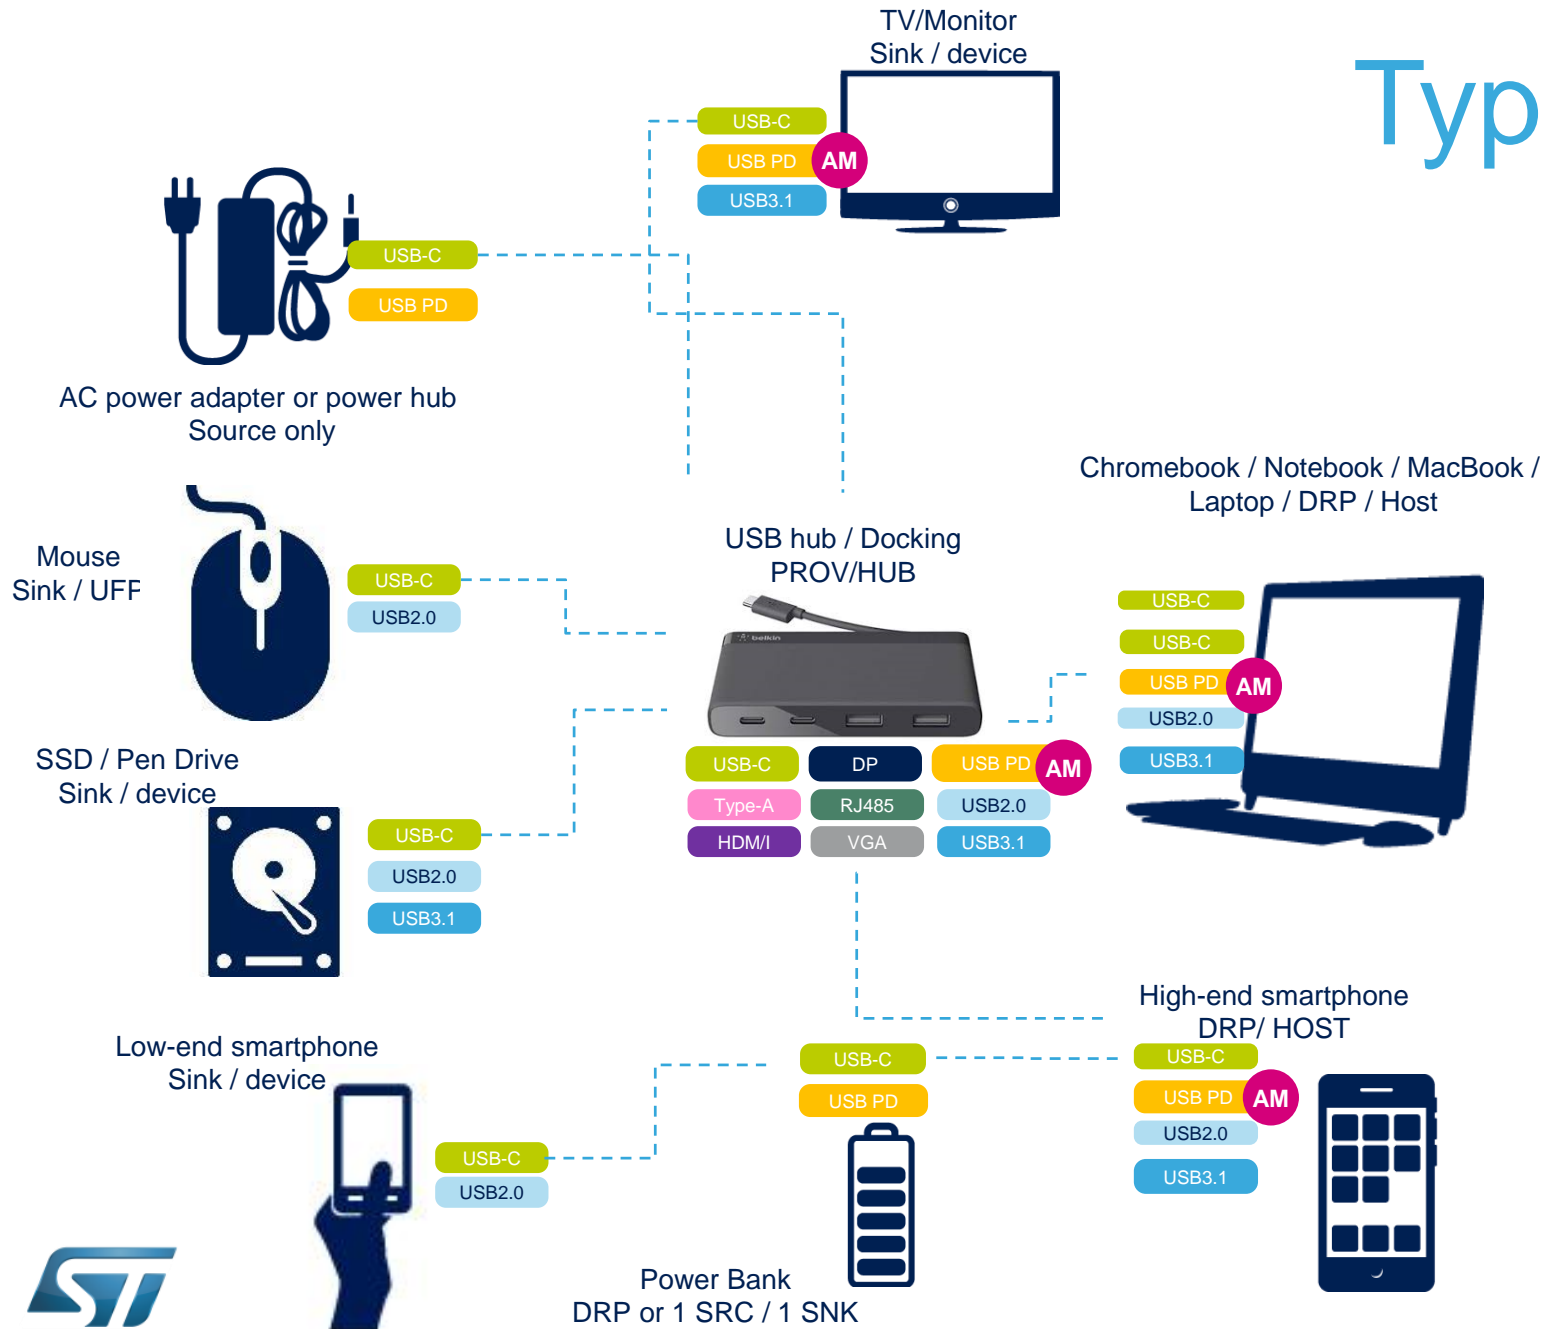 TV/Monitor
Sink / device
Typ
USB-C
USB PD
AM
USB3.1
USB-C
USB PD
AC power adapter or power hub
Source only
Chromebook / Notebook / MacBook /
Laptop / DRP / Host
Mouse
Sink / UFP
USB-C
USB2.0
USB hub / Docking
PROV/HUB
belkin
USB-C
USB-C
USB PD
AM
USB2.0
USB3.1
SSD / Pen Drive
Sink / device
USB-C
USB2.0
USB3.1
USB-C
DP
USB PD
AM
Type-A
RJ485
USB2.0
HDM/I
VGA
USB3.1
High-end smartphone
DRP/ HOST
USB-C
USB PD
AM
USB2.0
USB3.1
Low-end smartphone
Sink / device
USB-C
USB2.0
USB-C
USB PD
Power Bank
DRP or 1 SRC / 1 SNK
ST